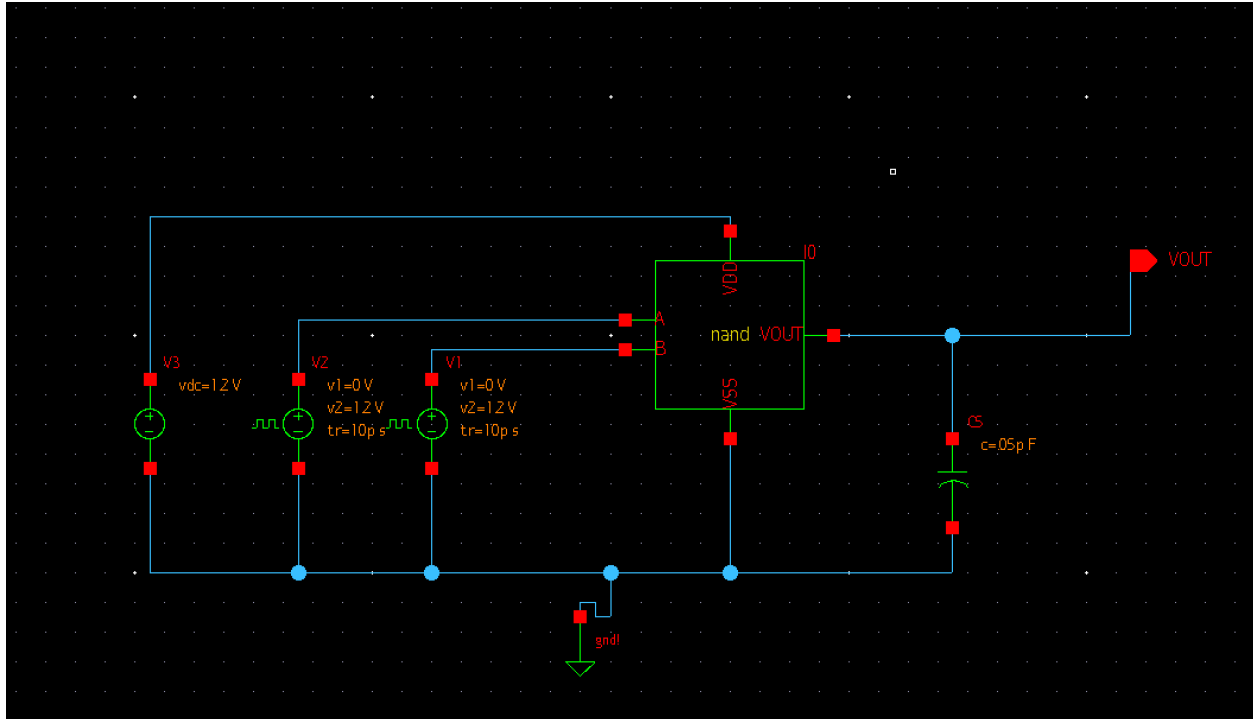 I0
VDD
VOUT
A
nand VOUT
B
V3
vdc=1.2 V
V2
v1=0 V
v2=1.2 V
tr=10p s
V1
v1=0 V
v2=1.2 V
tr=10p s
VSS
c=.05p F
gnd!